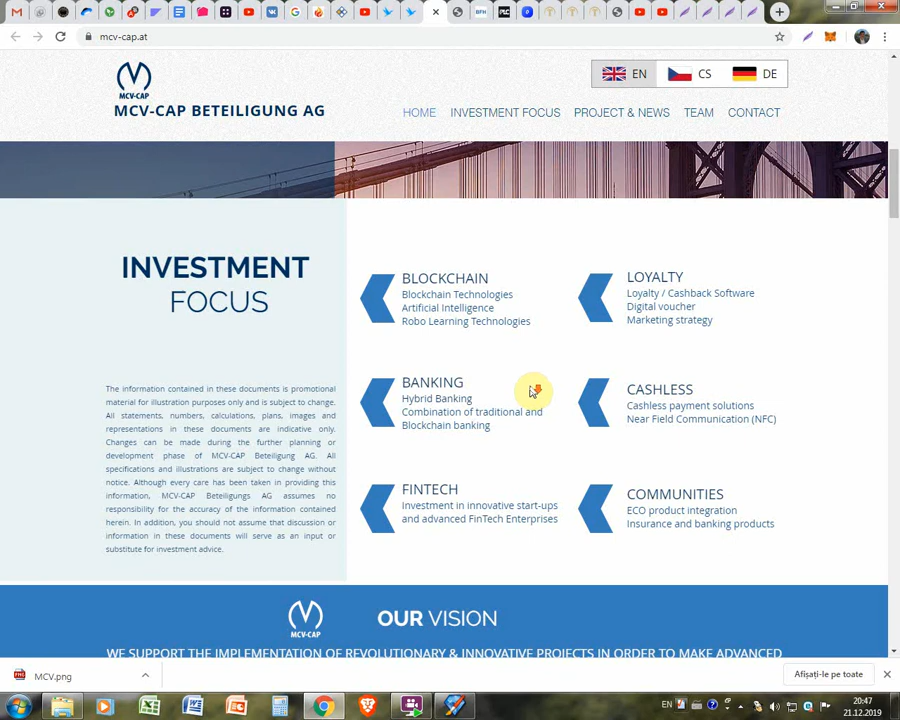 mcv-cap.at
MCV-CAP
MCV-CAP BETEILIGUNG AG
EN
CS
DE
HOME
INVESTMENT FOCUS
PROJECT & NEWS
TEAM
CONTACT
INVESTMENT
FOCUS
The information contained in these documents is promotional
material for illustration purposes only and is subject to change.
All statements, numbers, calculations, plans, images and
representations in these documents are indicative only.
Changes can be made during the further planning or
development phase of MCV-CAP Beteiligung AG. All
specifications and illustrations are subject to change without
notice. Although every care has been taken in providing this
information, MCV-CAP Beteiligungs AG assumes no
responsibility for the accuracy of the information contained
herein. In addition, you should not assume that discussion or
information in these documents will serve as an input or
substitute for investment advice.
BLOCKCHAIN
Blockchain Technologies
Artificial Intelligence
Robo Learning Technologies
LOYALTY
Loyalty / Cashback Software
Digital voucher
Marketing strategy
BANKING
Hybrid Banking
Combination of traditional and
Blockchain banking
CASHLESS
Cashless payment solutions
Near Field Communication (NFC)
FINTECH
Investment in innovative start-ups
and advanced FinTech Enterprises
COMMUNITIES
ECO product integration
Insurance and banking products
MCV-CAP
OUR VISION
WE SUPPORT THE IMPLEMENTATION OF REVOLUTIONARY & INNOVATIVE PROJECTS IN ORDER TO MAKE ADVANCED
MCV.png
Afișați-le pe toate
EN
20:47
21.12.2019